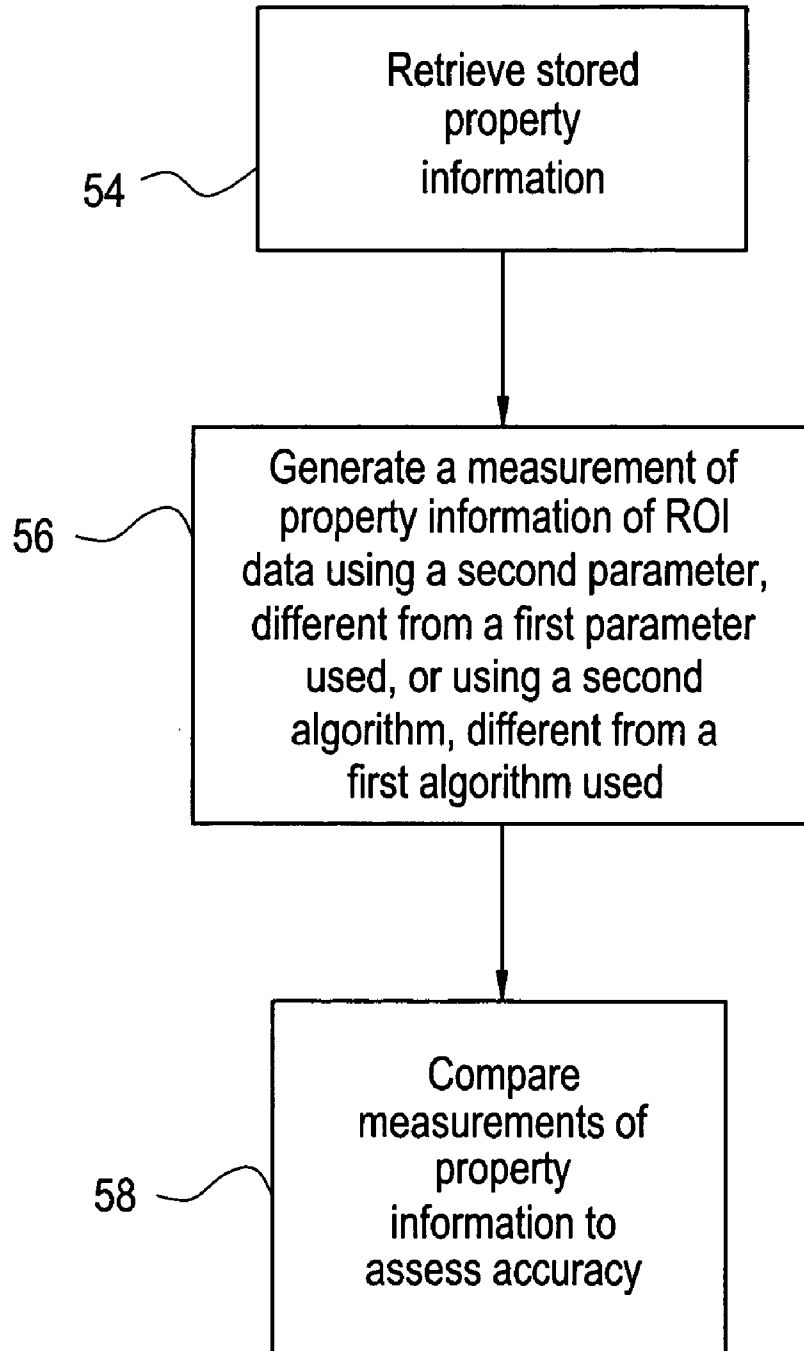 Retrieve stored
property
information
54
Generate a measurement of
property information of ROI
data using a second parameter,
different from a first parameter
used, or using a second
algorithm, different from a
first algorithm used
56
Compare
measurements of
property
information to
assess accuracy
58